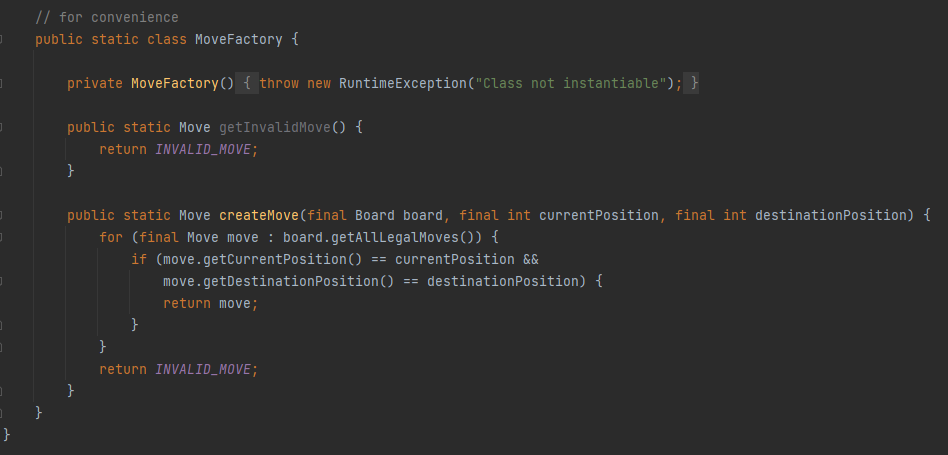 // for convenience
public static class MoveFactory {
private MoveFactory() { throw new RuntimeException("Class not instantiable"); }
public static Move getInvalidMove() {
return INVALID_MOVE;
}
public static Move createMove(final Board board, final int currentPosition, final int destinationPosition) {
for (final Move move : board.getAllLegalMoves()) {
if (move.getCurrentPosition() == currentPosition &&
move.getDestinationPosition() == destinationPosition) {
return move;
}
}
return INVALID_MOVE;
}
}
}